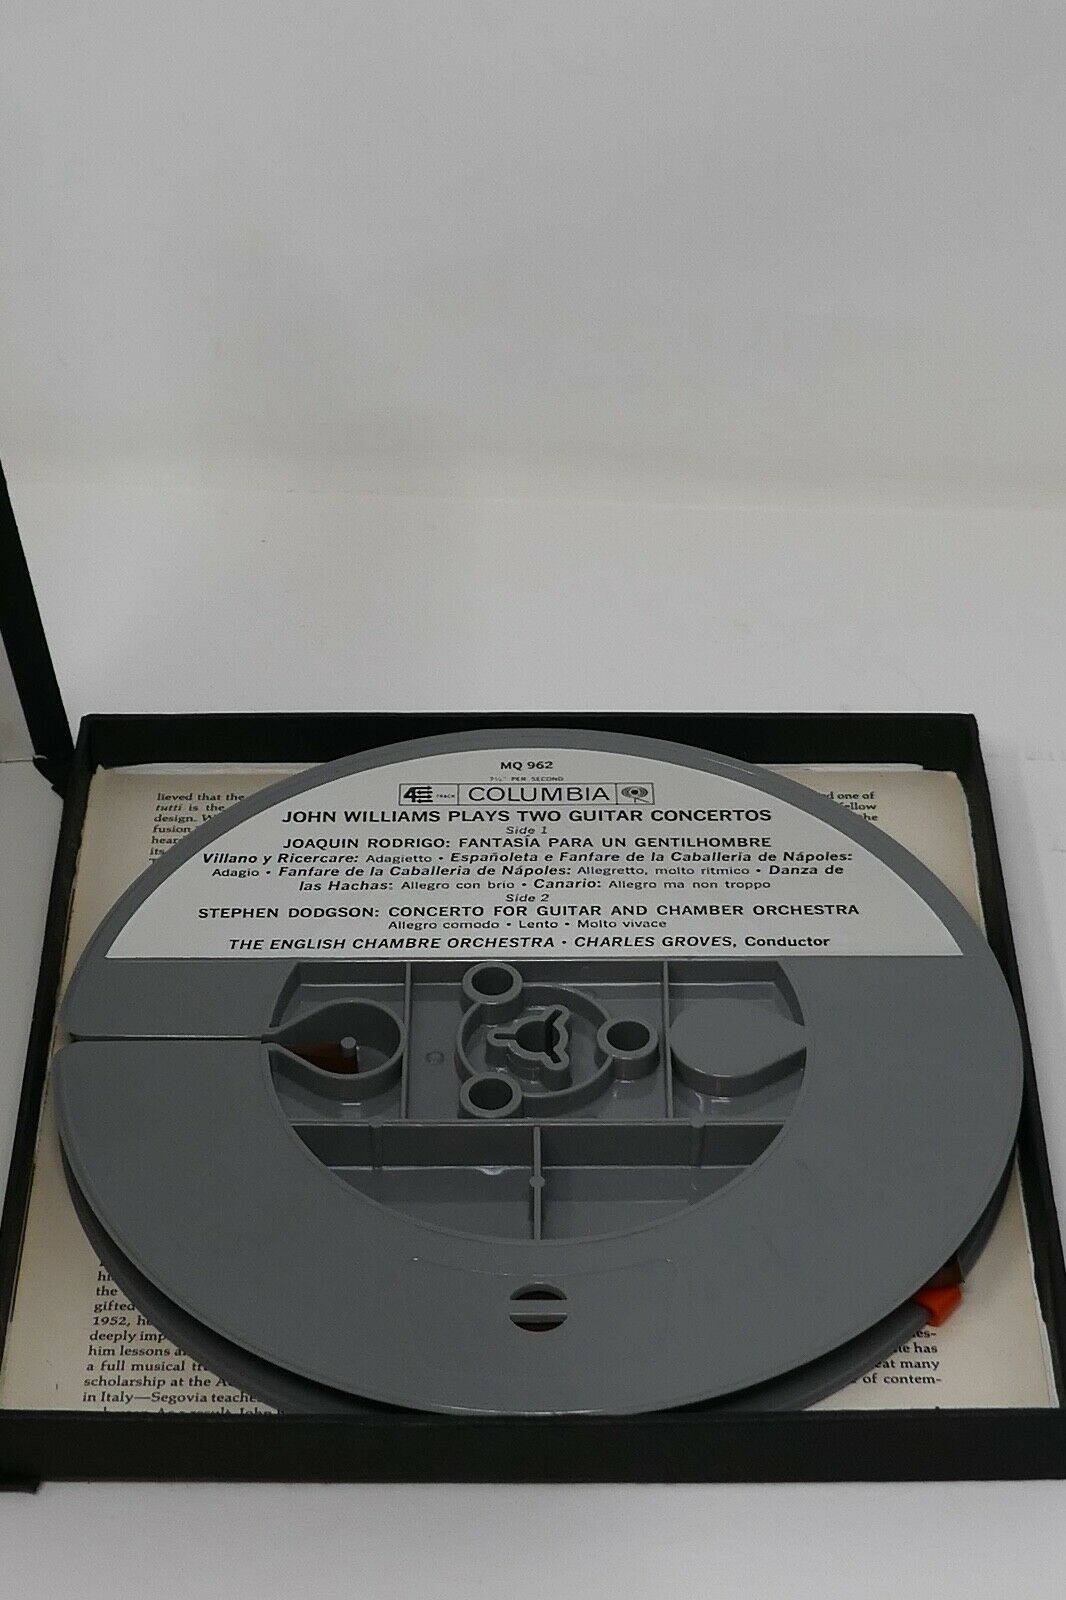 MQ 962
7½" PER SECOND
4 TRACK COLUMBIA
JOHN WILLIAMS PLAYS TWO GUITAR CONCERTOS
Side 1
JOAQUIN RODRIGO: FANTASÍA PARA UN GENTILHOMBRE
Villano y Ricercare: Adagietto • Españoleta e Fanfare de la Caballeria de Nápoles:
Adagio • Fanfare de la Caballeria de Nápoles: Allegretto, molto ritmico • Danza de
las Hachas: Allegro con brio • Canario: Allegro ma non troppo
Side 2
STEPHEN DODGSON: CONCERTO FOR GUITAR AND CHAMBER ORCHESTRA
Allegro comodo • Lento • Molto vivace
THE ENGLISH CHAMBRE ORCHESTRA • CHARLES GROVES, Conductor
lieved that the
tutti is the
design.
fusion
one of
the
gifted
1952,
deeply
him lessons
a full musical
scholarship at the
in Italy—Segovia
has
many
of contem-